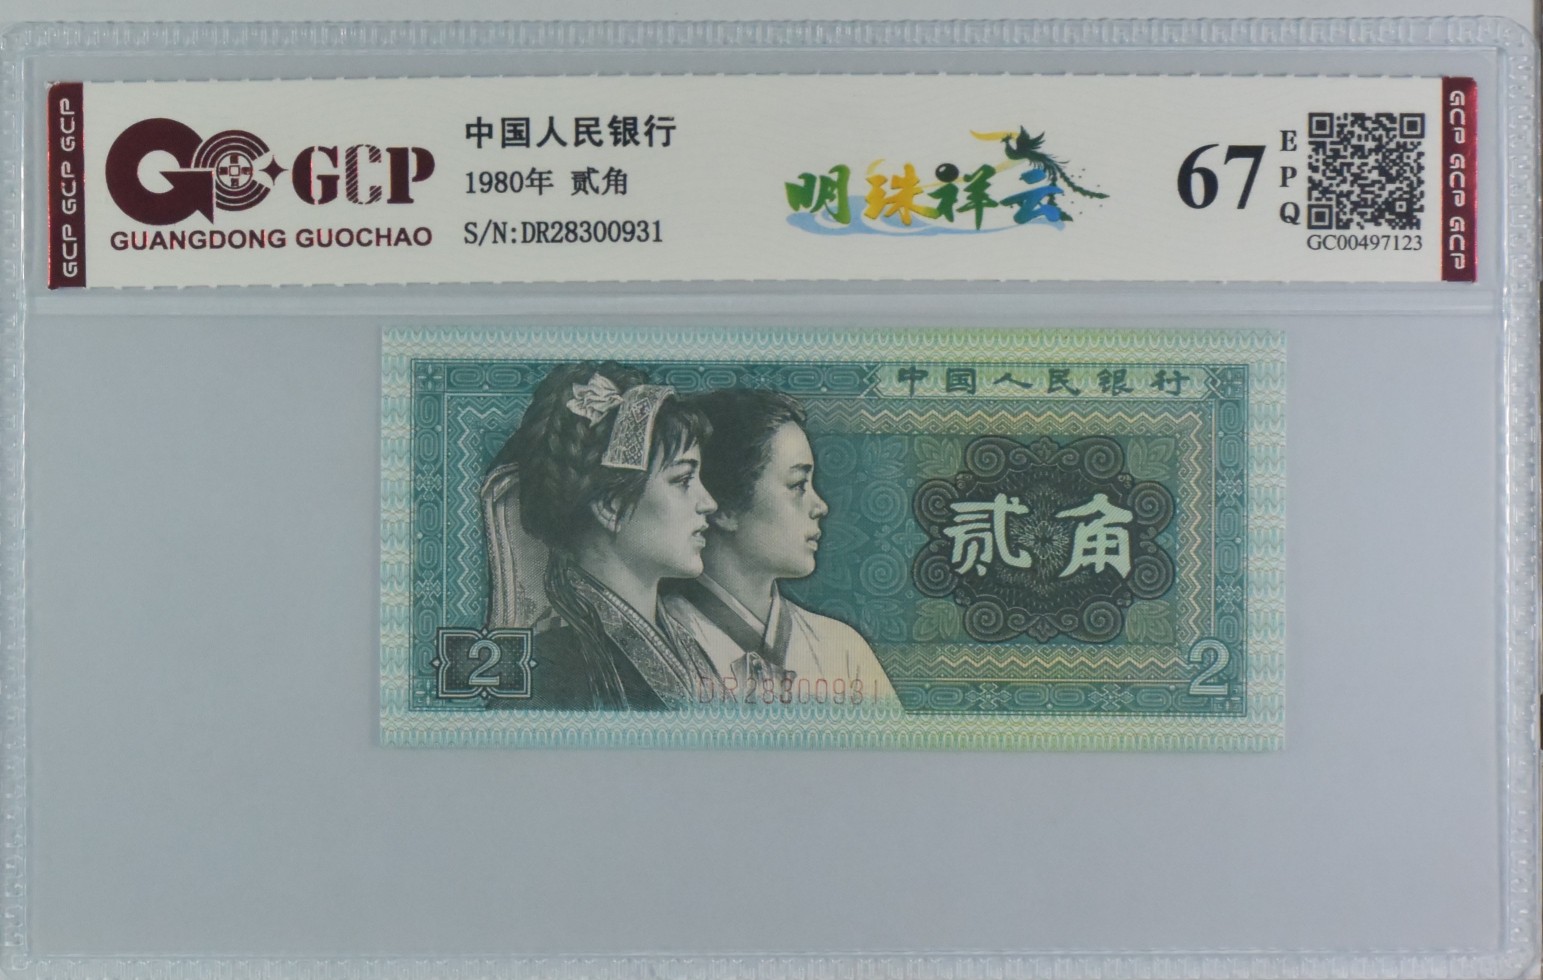 GCP GCP GCP
GCP
GUANGDONG GUOCHAO
中国人民银行
1980年 贰角
S/N:DR28300931
明珠祥云
67
EPQ
GC00497123
GCP GCP GCP
中国人民银行
贰角
2
2
DR28300931